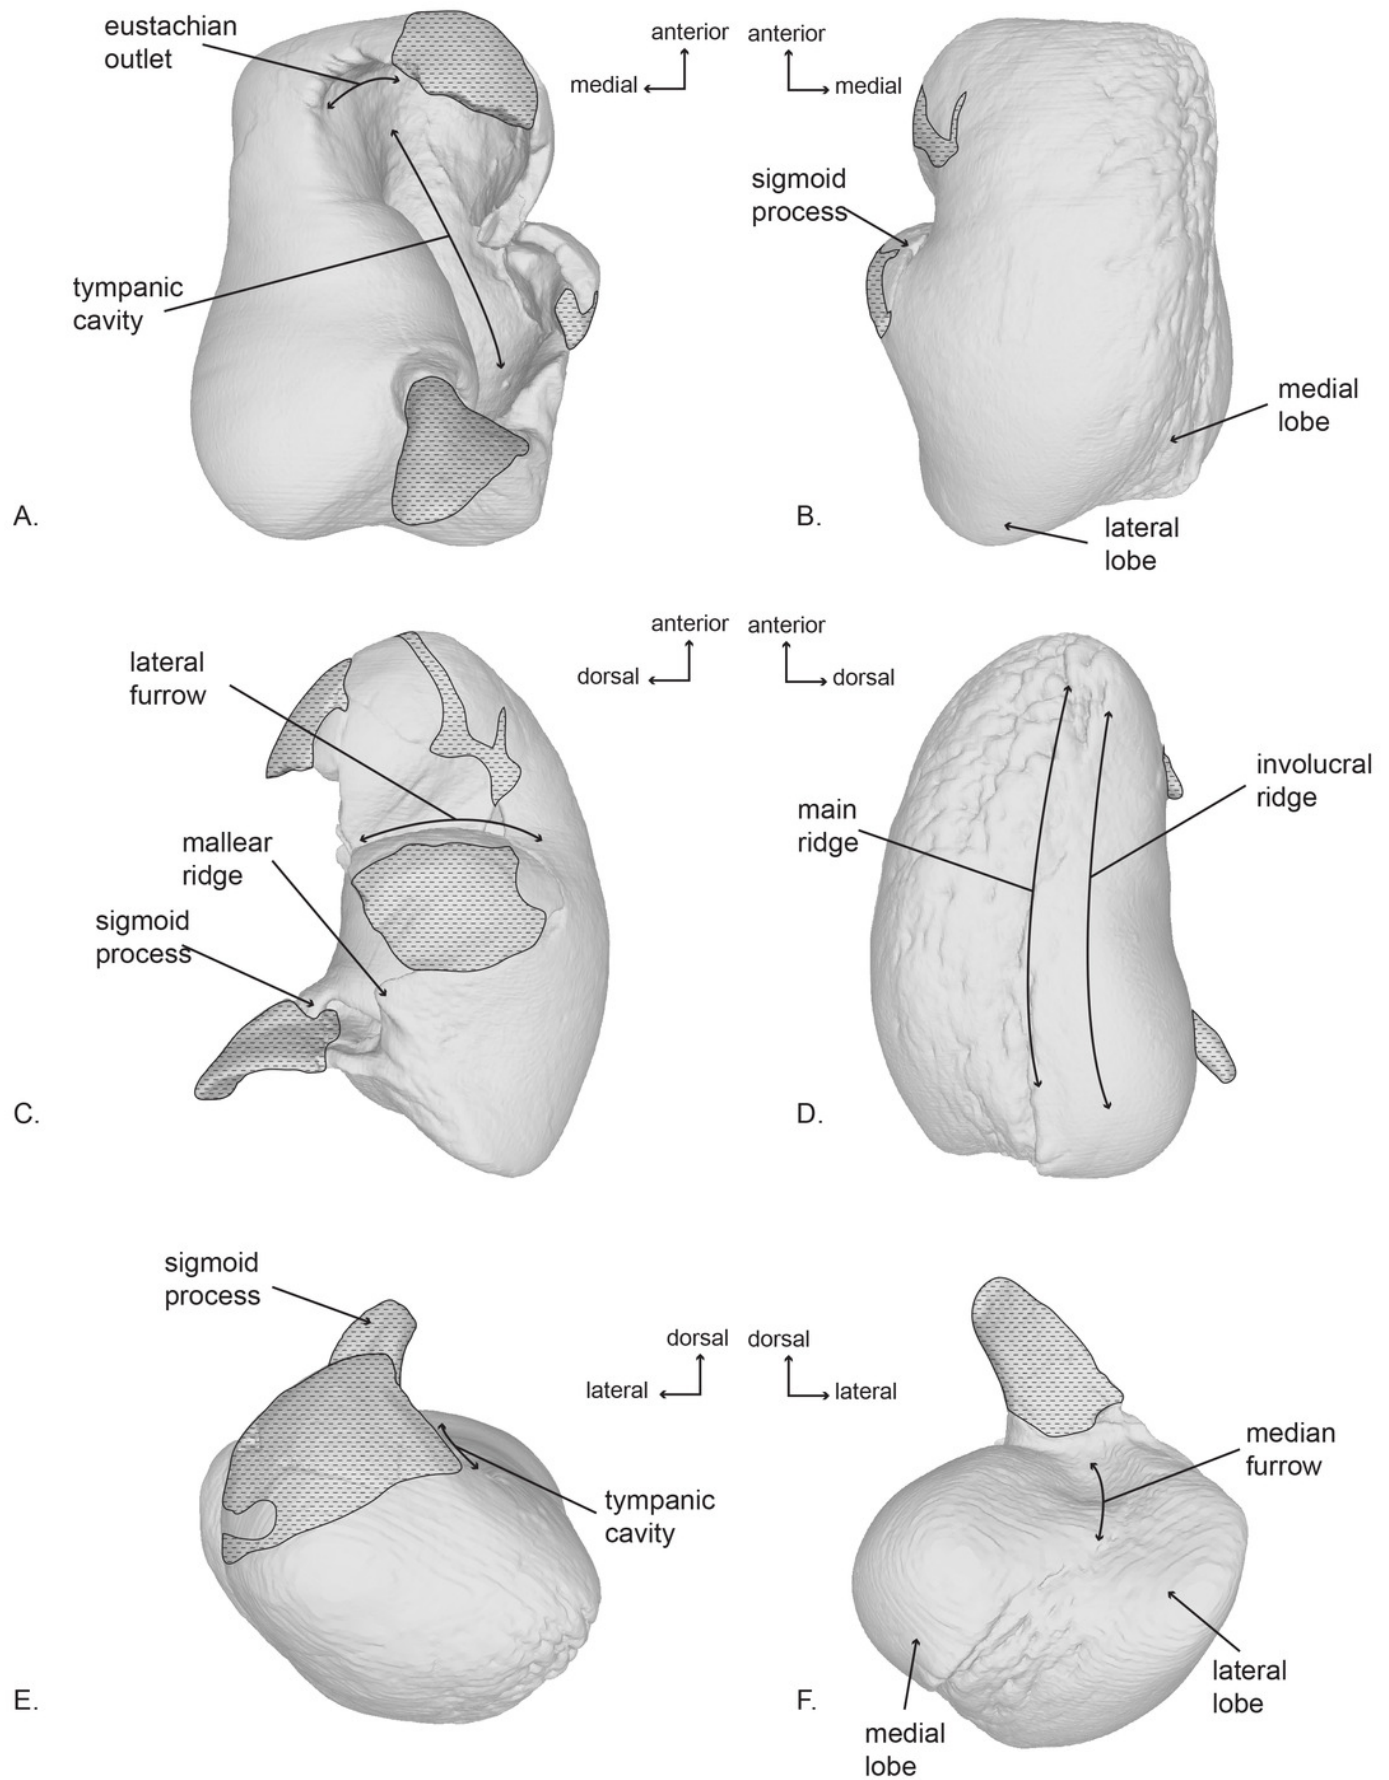 eustachian
outlet
anterior
medial
tympanic
cavity
A.
anterior
medial
sigmoid
process
medial
lobe
lateral
lobe
B.
lateral
furrow
anterior
dorsal
mallear
ridge
sigmoid
process
C.
anterior
dorsal
main
ridge
involucral
ridge
D.
sigmoid
process
dorsal
lateral
tympanic
cavity
E.
dorsal
lateral
median
furrow
lateral
lobe
medial
lobe
F.